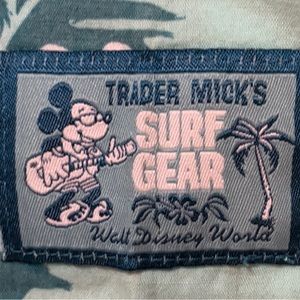 TRADER MICK'S
SURF
GEAR
Walt Disney World